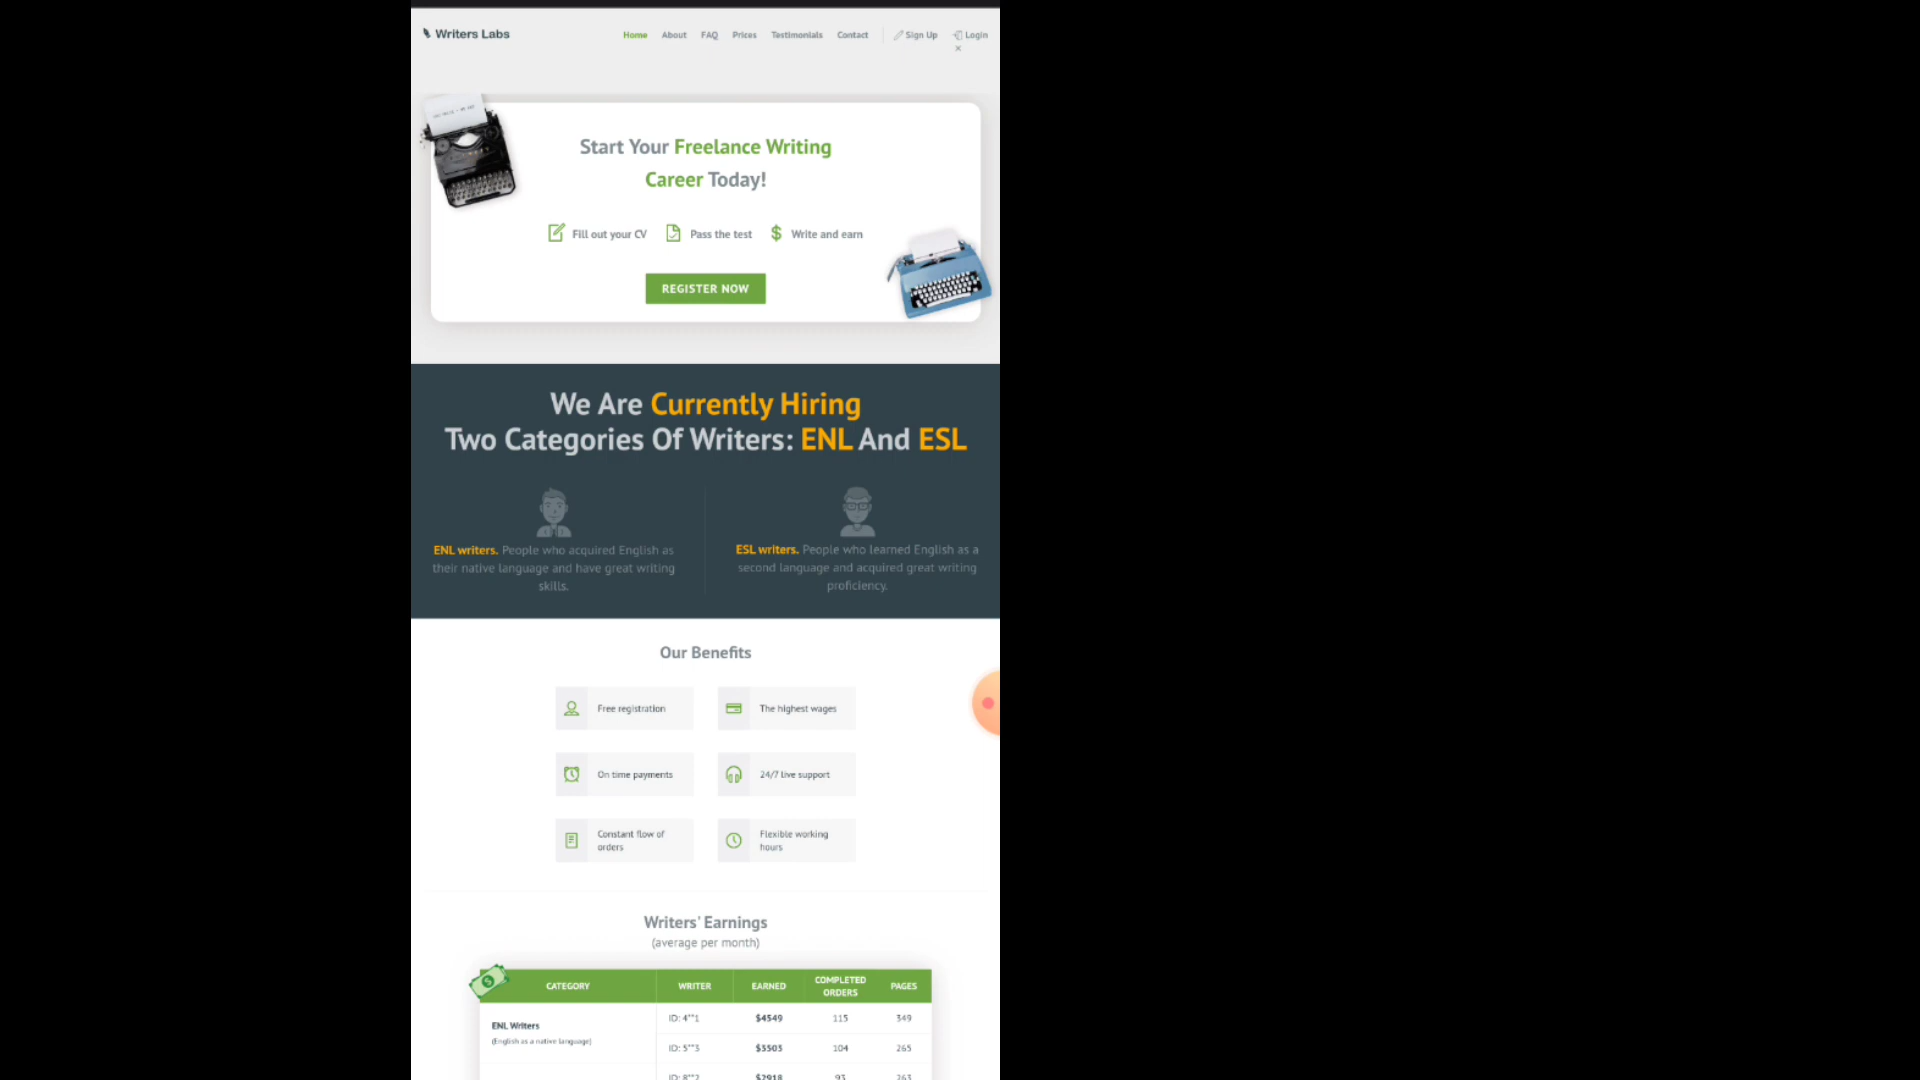 Writers Labs
Home About FAQ Prices Testimonials Contact Sign Up Login
Start Your Freelance Writing
Career Today!
Fill out your CV Pass the test Write and earn
REGISTER NOW
We Are Currently Hiring
Two Categories Of Writers: ENL And ESL
ENL writers. People who acquired English as
their native language and have great writing
skills.
ESL writers. People who learned English as a
second language and acquired great writing
proficiency.
Our Benefits
Free registration
The highest wages
On time payments
24/7 live support
Constant flow of
orders
Flexible working
hours
Writers' Earnings
(average per month)
CATEGORY WRITER EARNED COMPLETED ORDERS PAGES
ENL Writers
(English as a native language)
ID: 4**1 $4549 115 349
ID: 5**3 $3503 104 265
ID: 8**2 $2918 93 263